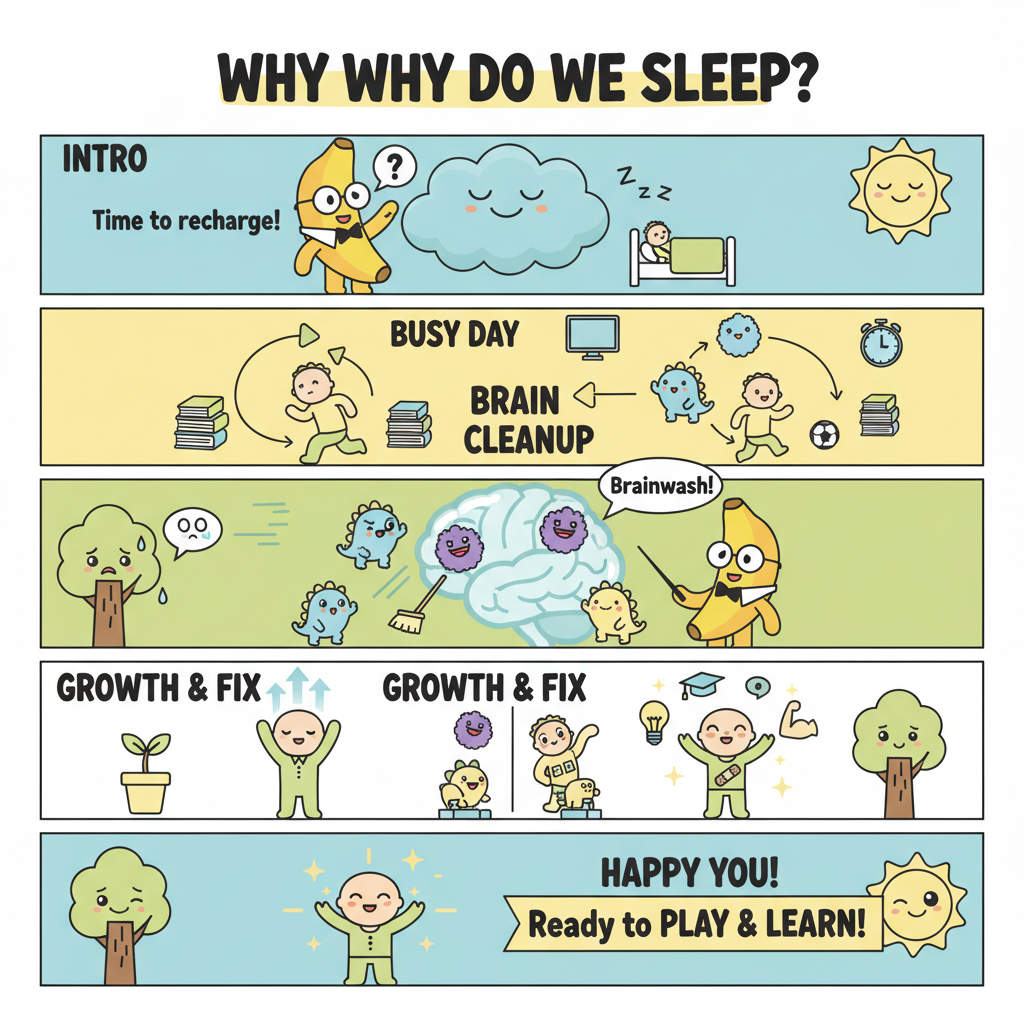 WHY WHY DO WE SLEEP?
INTRO
Time to recharge!
?
Z Z Z
BUSY DAY
BRAIN
CLEANUP
Brainwash!
GROWTH & FIX
GROWTH & FIX
HAPPY YOU!
Ready to PLAY & LEARN!